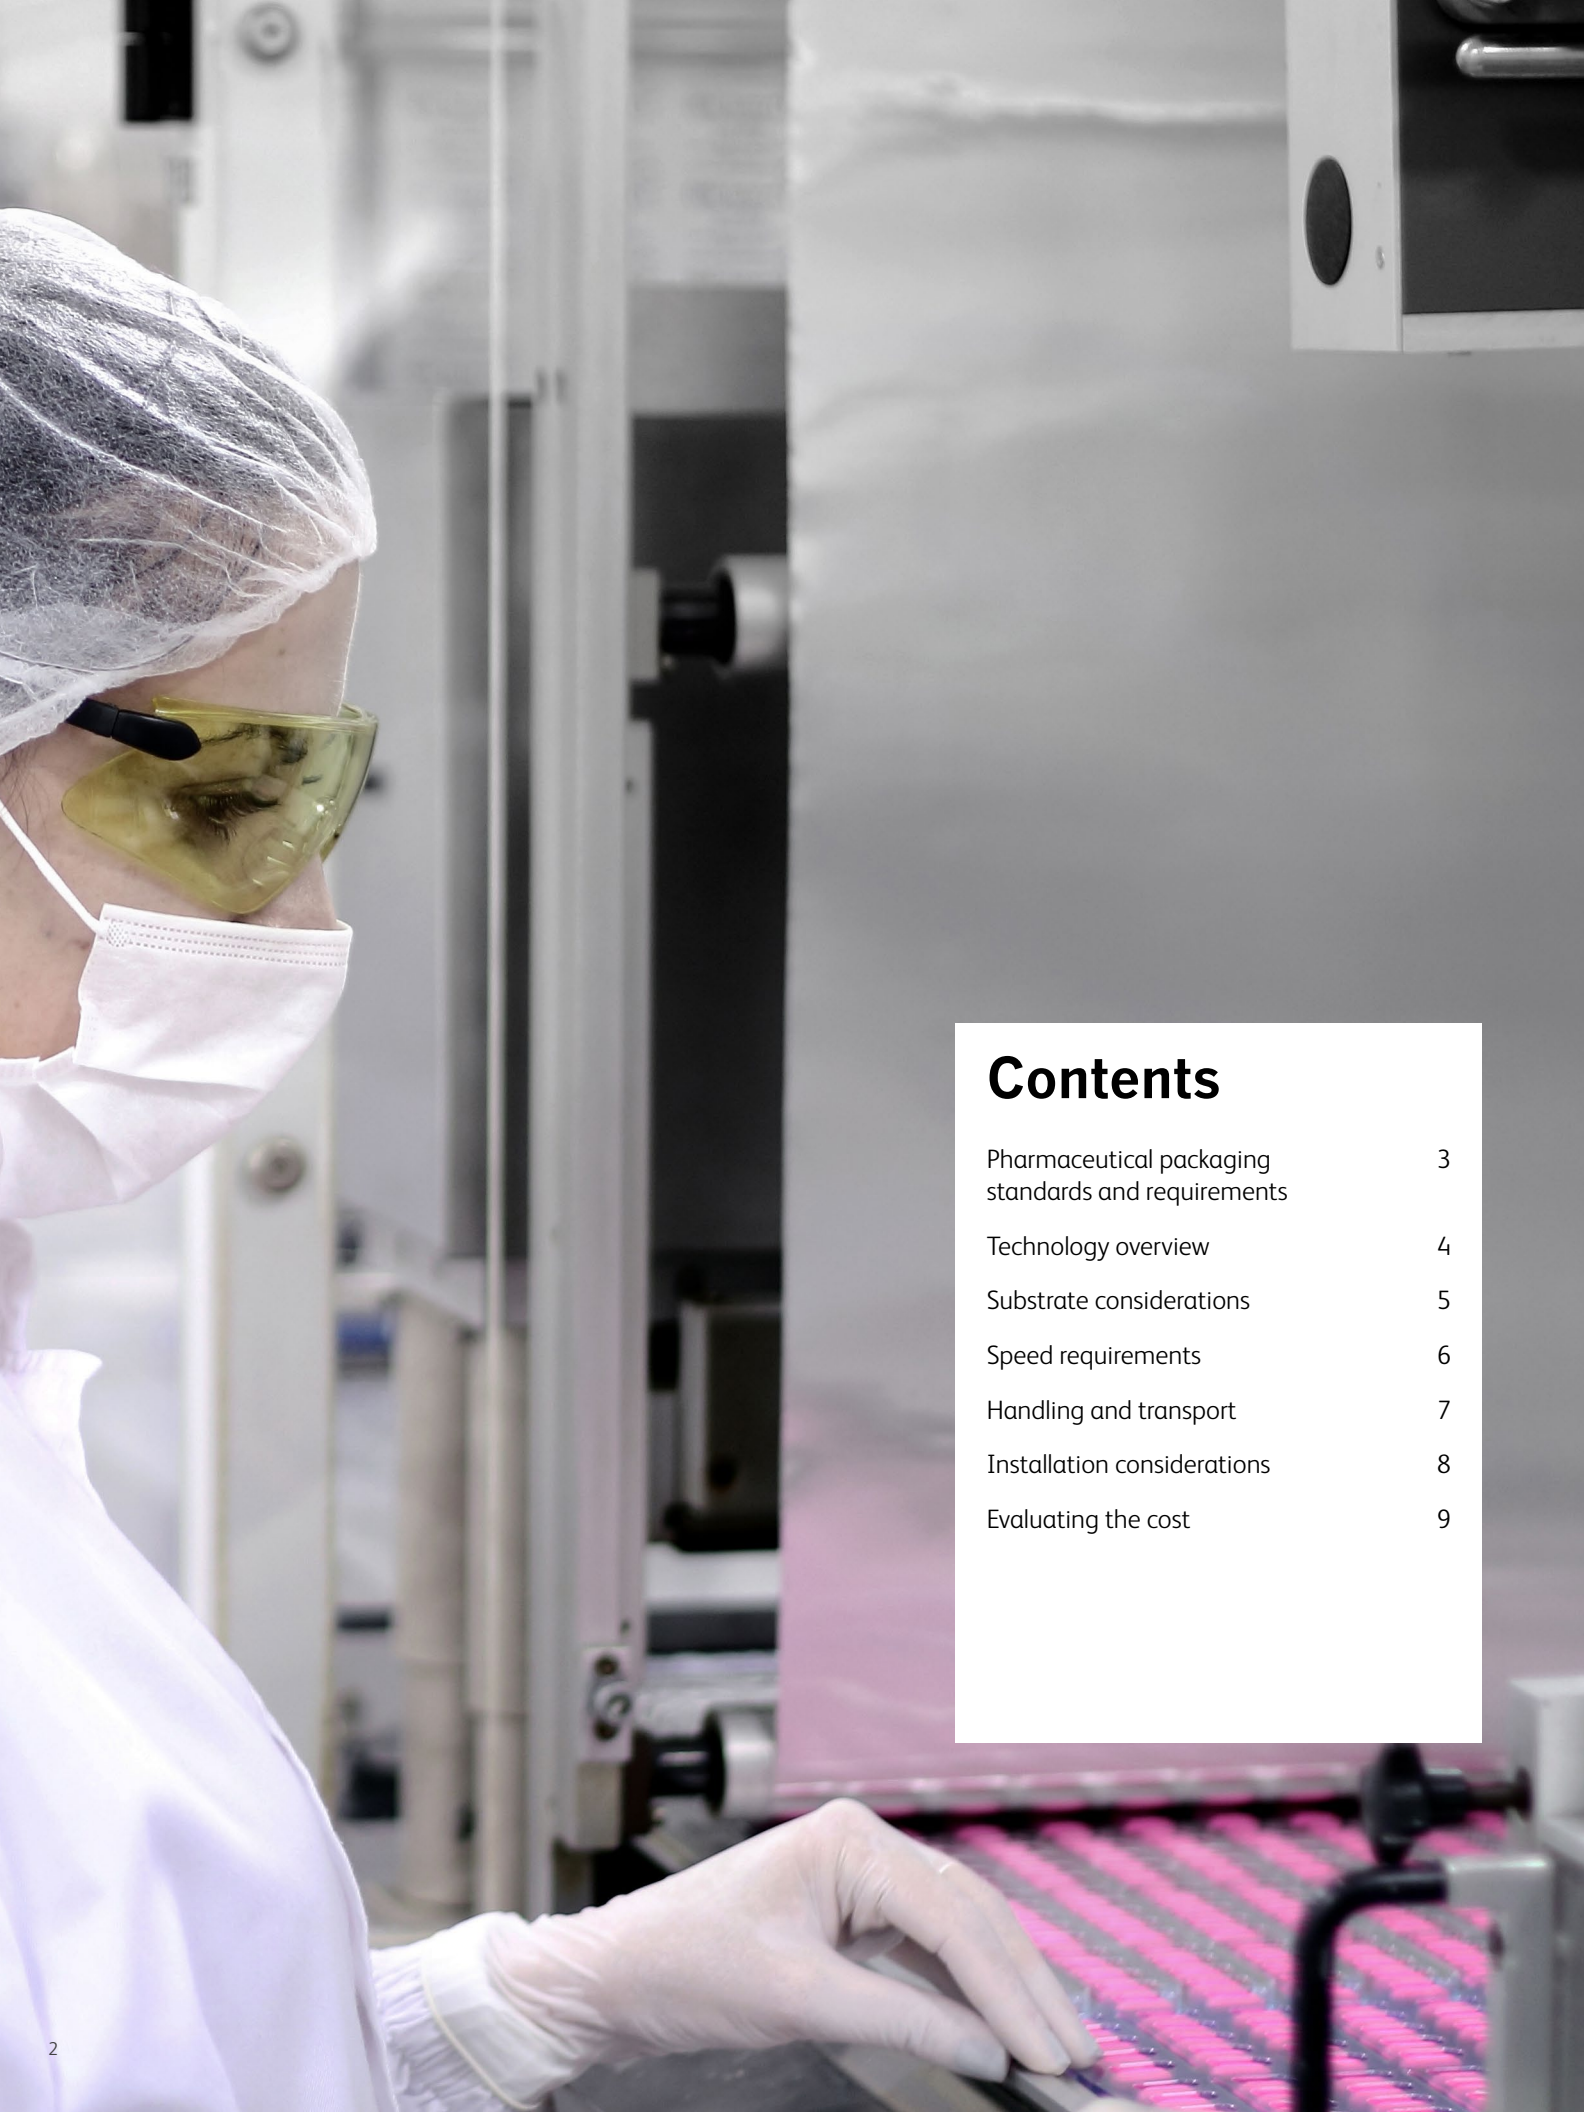 Contents
Pharmaceutical packaging 3
standards and requirements
Technology overview 4
Substrate considerations 5
Speed requirements 6
Handling and transport 7
Installation considerations 8
Evaluating the cost 9
2